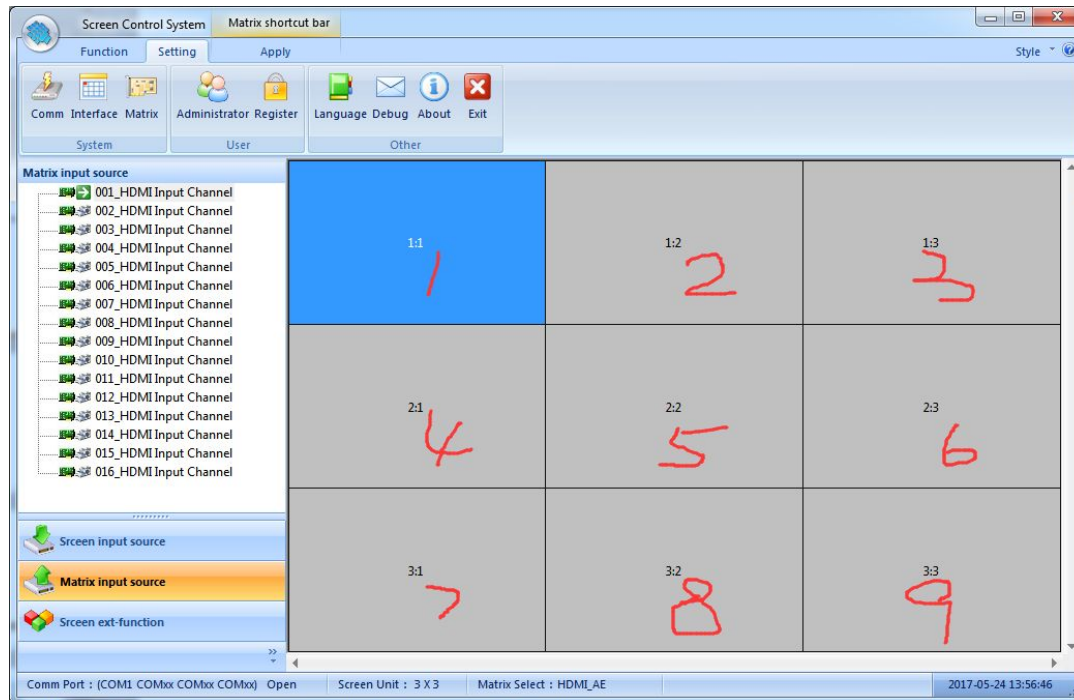 Screen Control System Matrix shortcut bar
Function Setting Apply Style
Comm Interface Matrix Administrator Register Language Debug About Exit
System User Other
Matrix input source
001_HDMI Input Channel
002_HDMI Input Channel
003_HDMI Input Channel
004_HDMI Input Channel
005_HDMI Input Channel
006_HDMI Input Channel
007_HDMI Input Channel
008_HDMI Input Channel
009_HDMI Input Channel
010_HDMI Input Channel
011_HDMI Input Channel
012_HDMI Input Channel
013_HDMI Input Channel
014_HDMI Input Channel
015_HDMI Input Channel
016_HDMI Input Channel
Srceen input source
Matrix input source
Srceen ext-function
1:1 1:2 1:3
1 2 3
2:1 2:2 2:3
4 5 6
3:1 3:2 3:3
7 8 9
Comm Port : (COM1 COMxx COMxx COMxx) Open Screen Unit : 3 X 3 Matrix Select : HDMI_AE 2017-05-24 13:56:46